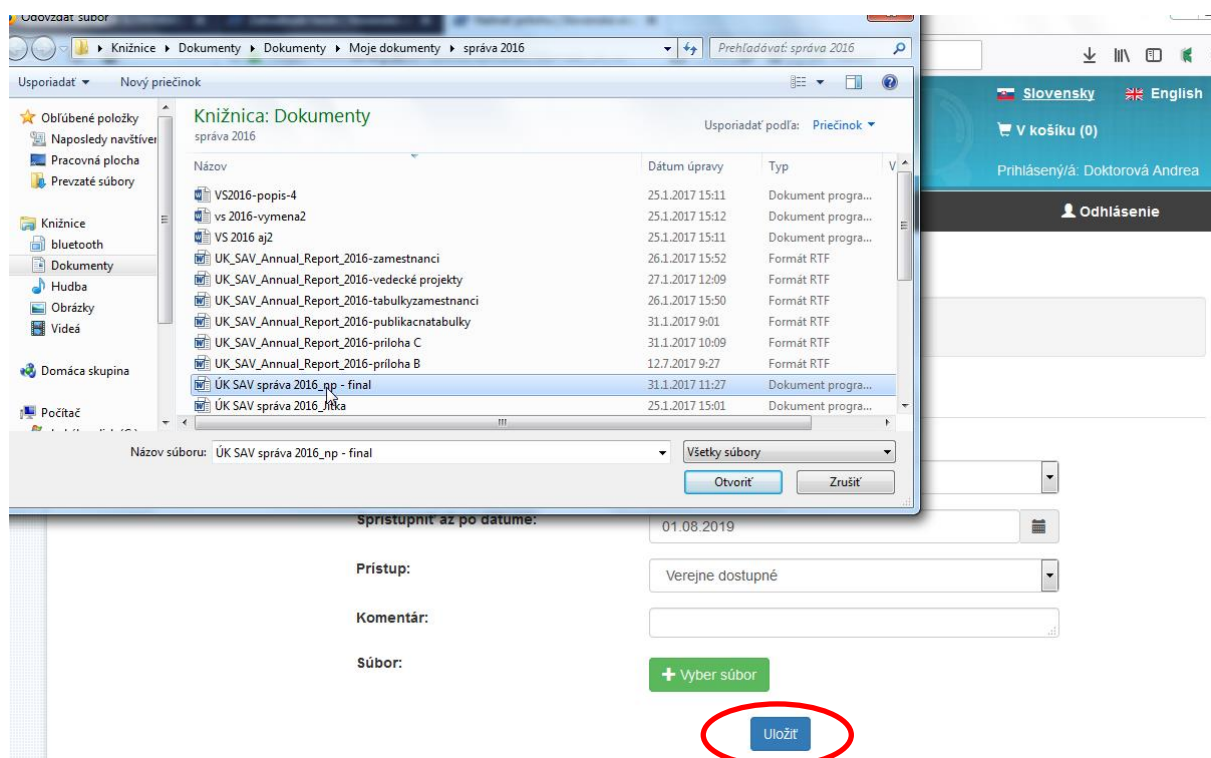 Odovzdať súbor
Knižnice Dokumenty Dokumenty Moje dokumenty správa 2016
Prehľadávať: správa 2016
Usporiadať Nový priečinok
Obľúbené položky
Naposledy navštíver
Pracovná plocha
Prevzaté súbory
Knižnice
bluetooth
Dokumenty
Hudba
Obrázky
Videá
Domáca skupina
Počítač
Knižnica: Dokumenty
správa 2016
Usporiadať podľa: Priečinok
Názov Dátum úpravy Typ V
VS2016-popis-4 25.1.2017 15:11 Dokument progra...
vs 2016-vymena2 25.1.2017 15:12 Dokument progra...
VS 2016 aj2 25.1.2017 15:11 Dokument progra...
UK_SAV_Annual_Report_2016-zamestnanci 26.1.2017 15:52 Formát RTF
UK_SAV_Annual_Report_2016-vedecké projekty 27.1.2017 12:09 Formát RTF
UK_SAV_Annual_Report_2016-tabulkyzamestnanci 26.1.2017 15:50 Formát RTF
UK_SAV_Annual_Report_2016-publikacnatabulky 31.1.2017 9:01 Formát RTF
UK_SAV_Annual_Report_2016-priloha C 31.1.2017 10:09 Formát RTF
UK_SAV_Annual_Report_2016-priloha B 12.7.2017 9:27 Formát RTF
ÚK SAV správa 2016_np - final 31.1.2017 11:27 Dokument progra...
ÚK SAV správa 25.1.2017 15:01 Dokument progra...
Názov súboru: ÚK SAV správa 2016_np - final
Všetky súbory
Otvoriť Zrušiť
Slovensky English
V košíku (0)
Prihlásený/á: Doktorová Andrea
Odhlásenie
Sprístupniť až po dátume: 01.08.2019
Prístup: Verejne dostupné
Komentár:
Súbor: Vyber súbor
Uložiť